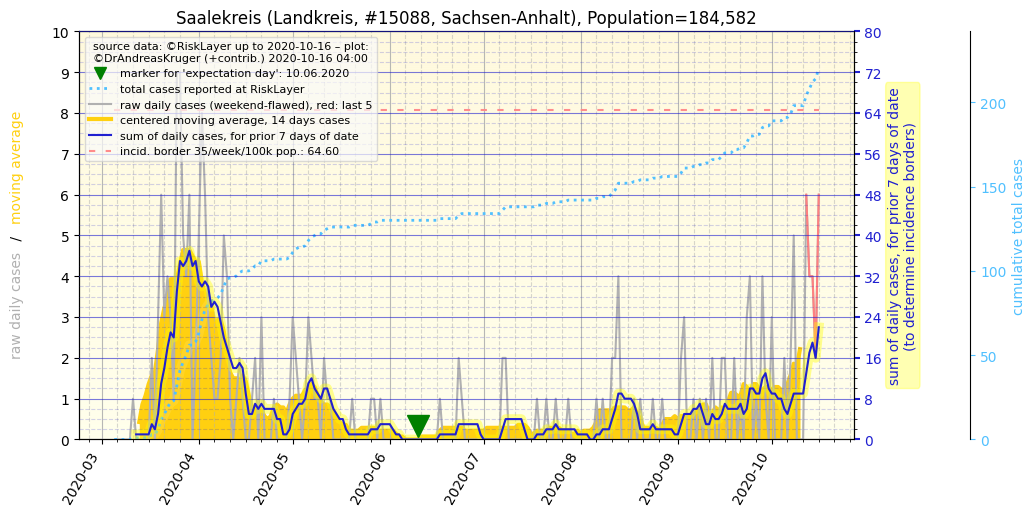 Saalekreis (Landkreis, #15088, Sachsen-Anhalt), Population=184,582
source data: ©RiskLayer up to 2020-10-16 – plot:
©DrAndreasKruger (+contrib.) 2020-10-16 04:00
marker for 'expectation day': 10.06.2020
total cases reported at RiskLayer
raw daily cases (weekend-flawed), red: last 5
centered moving average, 14 days cases
sum of daily cases, for prior 7 days of date
incid. border 35/week/100k pop.: 64.60
raw daily cases / moving average
10
9
8
7
6
5
4
3
2
1
0
80
72
64
56
48
40
32
24
16
8
0
sum of daily cases, for prior 7 days of date
(to determine incidence borders)
200
150
100
50
0
cumulative total cases
2020-03
2020-04
2020-05
2020-06
2020-07
2020-08
2020-09
2020-10